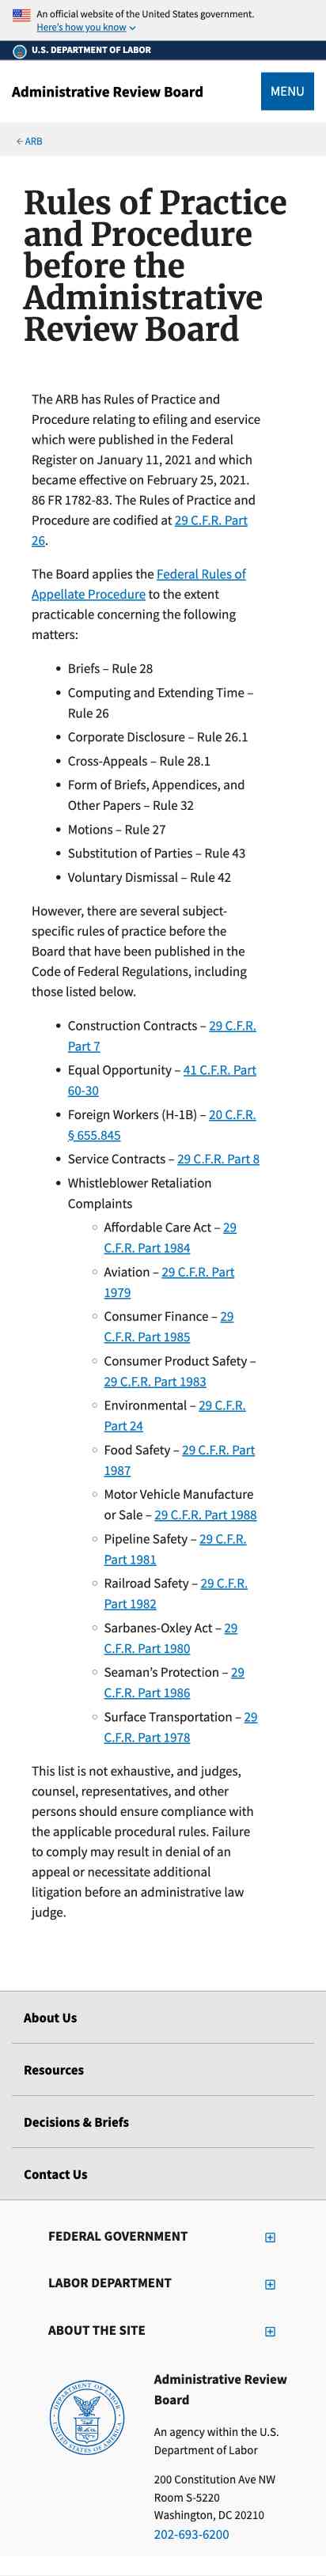 An official website of the United States government.
Here's how you know
U.S. DEPARTMENT OF LABOR
Administrative Review Board
MENU
ARB
Rules of Practice
and Procedure
before the
Administrative
Review Board
The ARB has Rules of Practice and
Procedure relating to efiling and eservice
which were published in the Federal
Register on January 11, 2021 and which
became effective on February 25, 2021.
86 FR 1782-83. The Rules of Practice and
Procedure are codified at 29 C.F.R. Part
26.
The Board applies the Federal Rules of
Appellate Procedure to the extent
practicable concerning the following
matters:
• Briefs – Rule 28
• Computing and Extending Time –
Rule 26
• Corporate Disclosure – Rule 26.1
• Cross-Appeals – Rule 28.1
• Form of Briefs, Appendices, and
Other Papers – Rule 32
• Motions – Rule 27
• Substitution of Parties – Rule 43
• Voluntary Dismissal – Rule 42
However, there are several subject-
specific rules of practice before the
Board that have been published in the
Code of Federal Regulations, including
those listed below.
• Construction Contracts – 29 C.F.R.
Part 7
• Equal Opportunity – 41 C.F.R. Part
60-30
• Foreign Workers (H-1B) – 20 C.F.R.
§ 655.845
• Service Contracts – 29 C.F.R. Part 8
• Whistleblower Retaliation
Complaints
○ Affordable Care Act – 29
C.F.R. Part 1984
○ Aviation – 29 C.F.R. Part
1979
○ Consumer Finance – 29
C.F.R. Part 1985
○ Consumer Product Safety –
29 C.F.R. Part 1983
○ Environmental – 29 C.F.R.
Part 24
○ Food Safety – 29 C.F.R. Part
1987
○ Motor Vehicle Manufacture
or Sale – 29 C.F.R. Part 1988
○ Pipeline Safety – 29 C.F.R.
Part 1981
○ Railroad Safety – 29 C.F.R.
Part 1982
○ Sarbanes-Oxley Act – 29
C.F.R. Part 1980
○ Seaman's Protection – 29
C.F.R. Part 1986
○ Surface Transportation – 29
C.F.R. Part 1978
This list is not exhaustive, and judges,
counsel, representatives, and other
persons should ensure compliance with
the applicable procedural rules. Failure
to comply may result in denial of an
appeal or necessitate additional
litigation before an administrative law
judge.
About Us
Resources
Decisions & Briefs
Contact Us
FEDERAL GOVERNMENT
LABOR DEPARTMENT
ABOUT THE SITE
DEPARTMENT OF LABOR
UNITED STATES OF AMERICA
Administrative Review
Board
An agency within the U.S.
Department of Labor
200 Constitution Ave NW
Room S-5220
Washington, DC 20210
202-693-6200